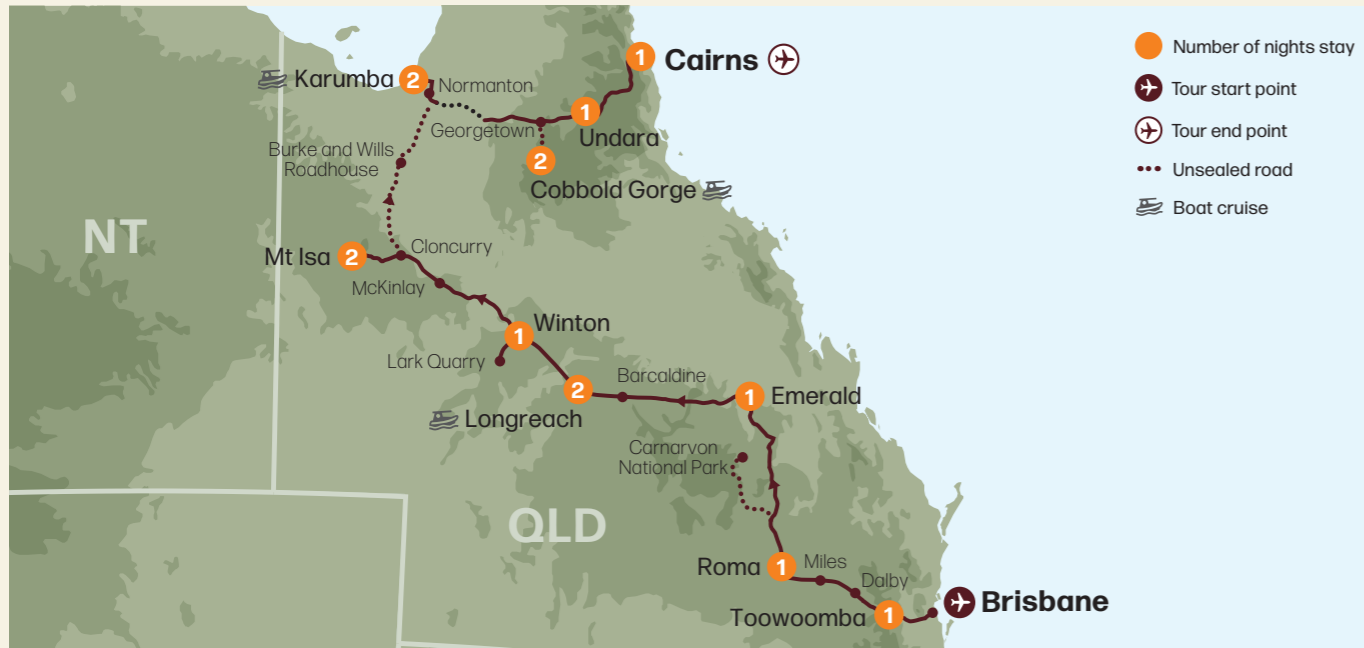 1
Cairns
Number of nights stay
Karumba
2
Normanton
Tour start point
Georgetown
1
Undara
Tour end point
Burke and Wills
Roadhouse
2
Cobbold Gorge
Unsealed road
Boat cruise
NT
Mt Isa
2
Cloncurry
McKinlay
1
Winton
Lark Quarry
2
Longreach
Barcaldine
1
Emerald
Carnarvon
National Park
QLD
Roma
1
Miles
Dalby
Toowoomba
1
Brisbane